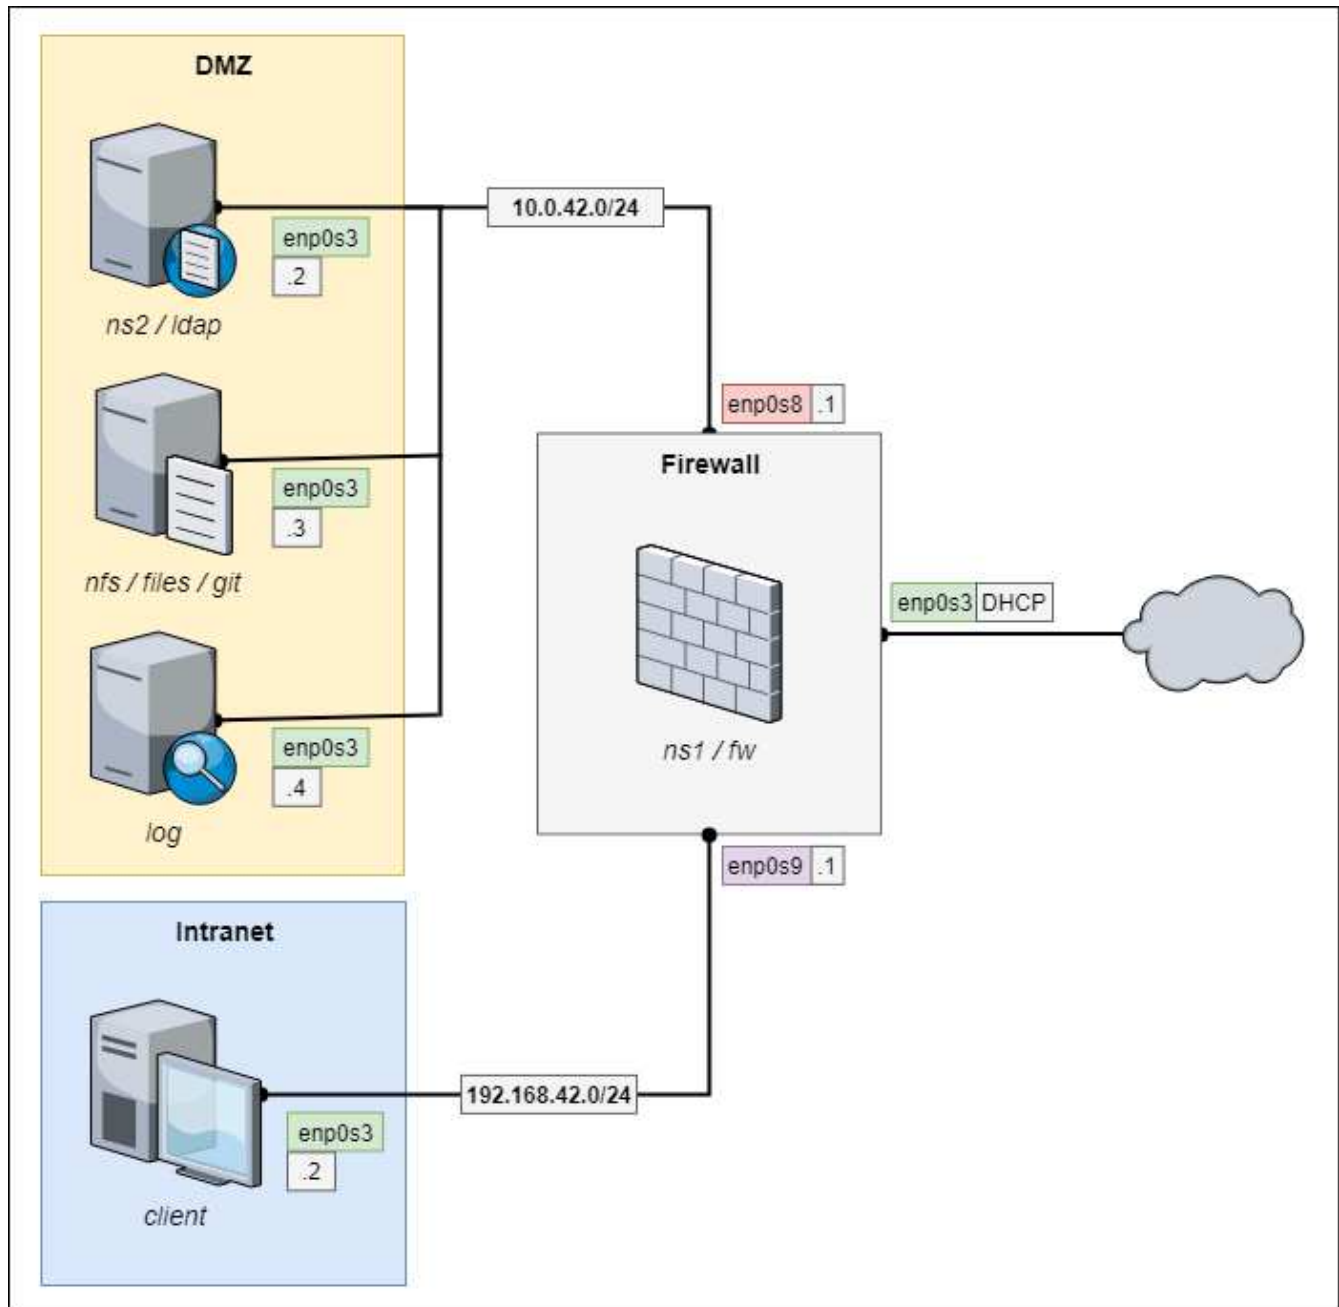 DMZ
10.0.42.0/24
enp0s3
.2
ns2 / ldap
enp0s8 .1
Firewall
enp0s3
.3
nfs / files / git
enp0s3 DHCP
ns1 / fw
enp0s3
.4
log
enp0s9 .1
Intranet
192.168.42.0/24
enp0s3
.2
client